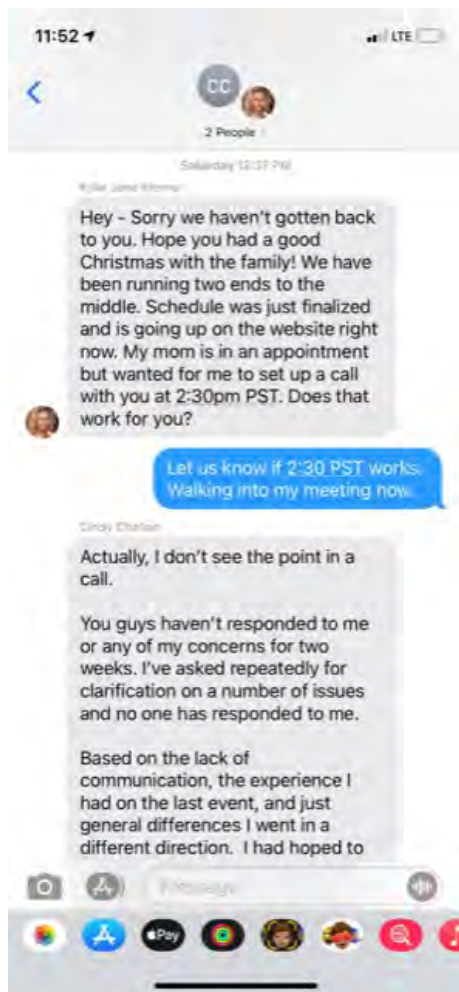 11:52
LTE
CC
2 People
Saturday 12:37 PM
Hey - Sorry we haven't gotten back
to you. Hope you had a good
Christmas with the family! We have
been running two ends to the
middle. Schedule was just finalized
and is going up on the website right
now. My mom is in an appointment
but wanted for me to set up a call
with you at 2:30pm PST. Does that
work for you?
Let us know if 2:30 PST works.
Walking into my meeting now.
Cindy
Actually, I don't see the point in a
call.
You guys haven't responded to me
or any of my concerns for two
weeks. I've asked repeatedly for
clarification on a number of issues
and no one has responded to me.
Based on the lack of
communication, the experience I
had on the last event, and just
general differences I went in a
different direction.  I had hoped to
iMessage
Pay